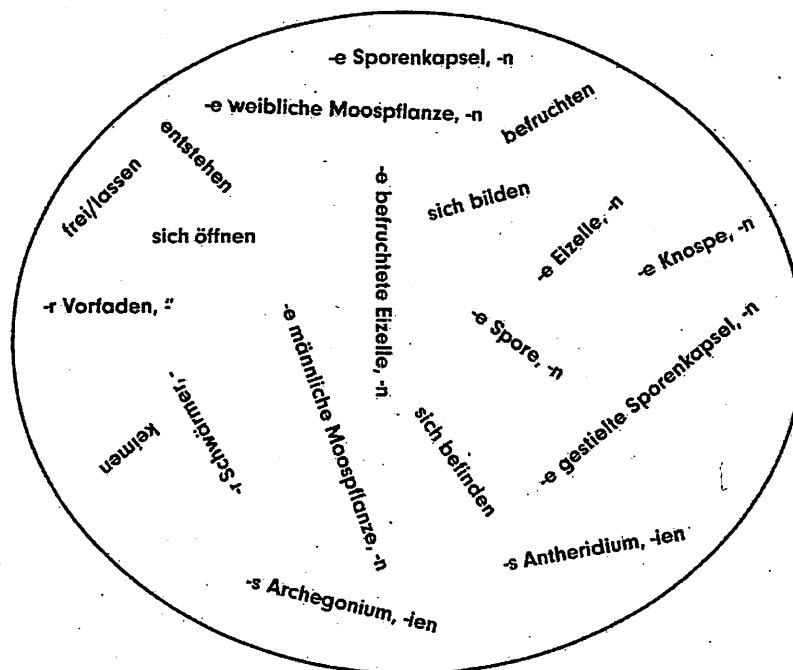 -e Sporenkapsel, -n
-e weibliche Moospflanze, -n
befruchten
entstehen
frei/lassen
sich öffnen
-e befruchtete Eizelle, -n
sich bilden
-e Eizelle, -n
-e Knospe, -n
-r Vorfaden, -̈
-e männliche Moospflanze, -n
-e Spore, -n
-e gestielte Sporenkapsel, -n
-r Schwärmer, -
keimen
sich befinden
-s Antheridium, -ien
-s Archegonium, -ien